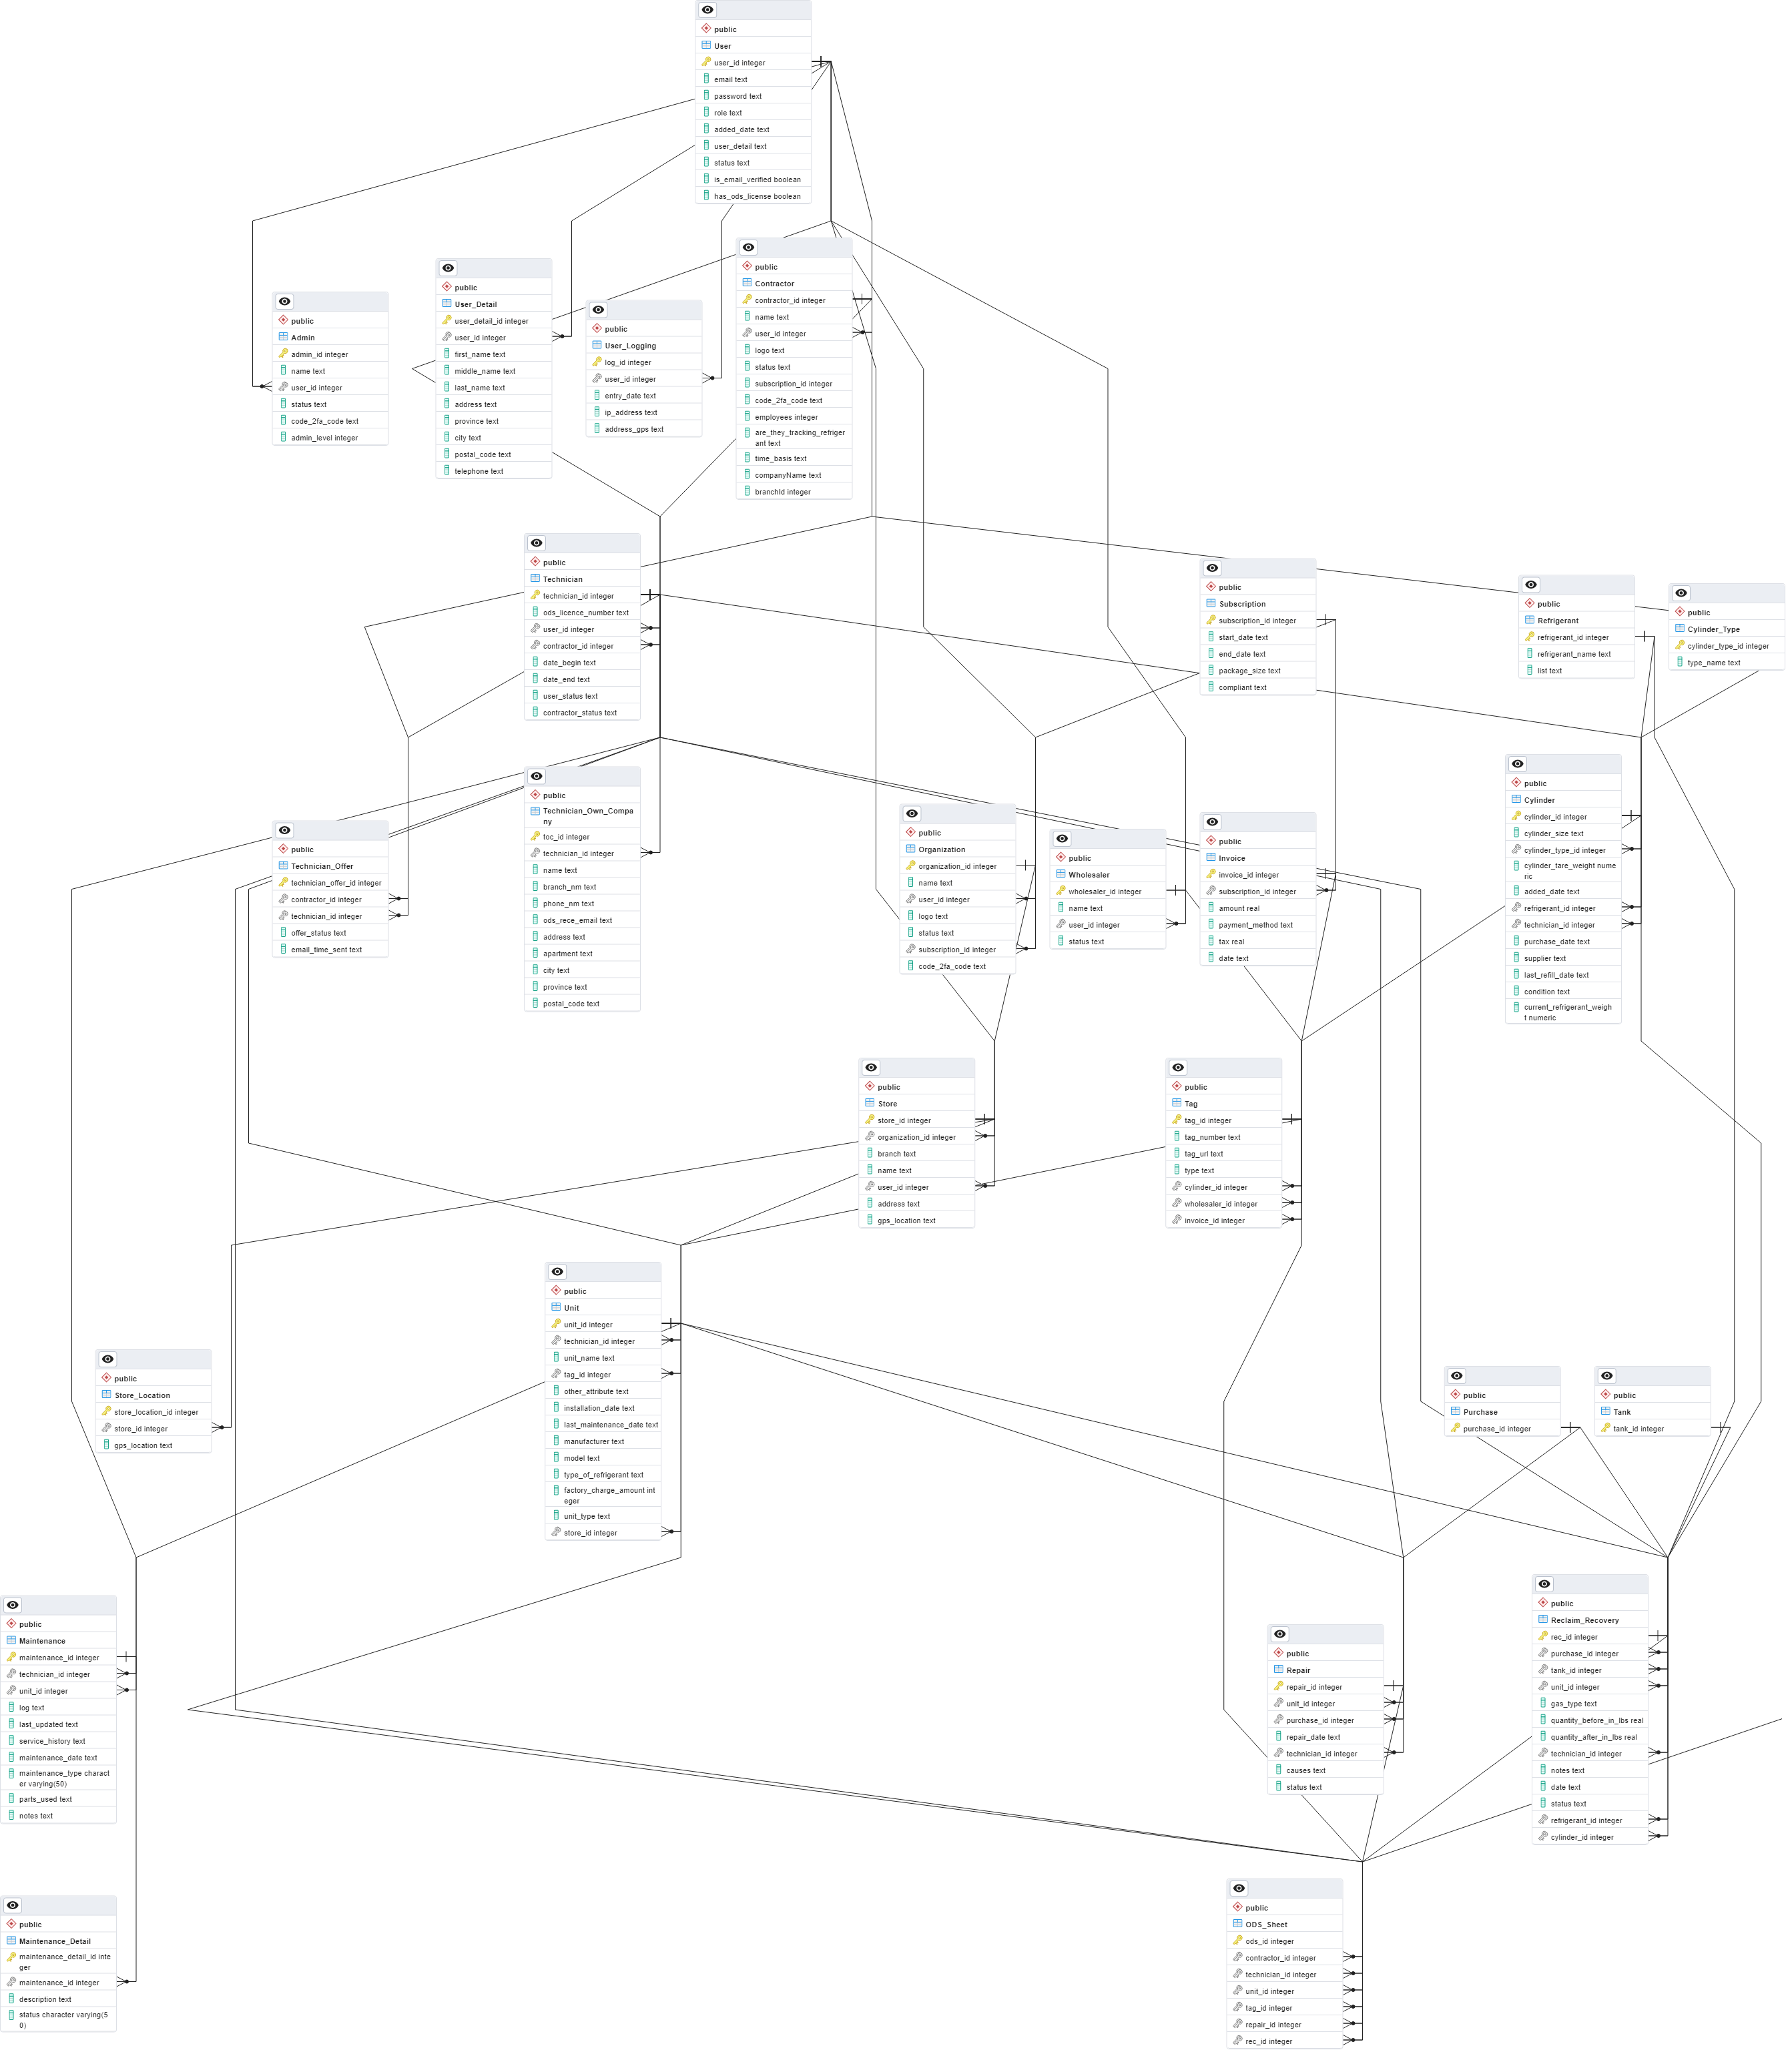 public
User
user_id integer
email text
password text
role text
added_date text
user_detail text
status text
is_email_verified boolean
has_ods_license boolean
public
Contractor
contractor_id integer
name text
user_id integer
logo text
status text
subscription_id integer
code_2fa_code text
employees integer
are_they_tracking_refriger
ant text
time_basis text
companyName text
branchId integer
public
User_Detail
user_detail_id integer
user_id integer
first_name text
middle_name text
last_name text
address text
province text
city text
postal_code text
telephone text
public
Admin
admin_id integer
name text
user_id integer
status text
code_2fa_code text
admin_level integer
public
User_Logging
log_id integer
user_id integer
entry_date text
ip_address text
address_gps text
public
Technician
technician_id integer
ods_licence_number text
user_id integer
contractor_id integer
date_begin text
date_end text
user_status text
contractor_status text
public
Subscription
subscription_id integer
start_date text
end_date text
package_size text
compliant text
public
Refrigerant
refrigerant_id integer
refrigerant_name text
list text
public
Cylinder_Type
cylinder_type_id integer
type_name text
public
Technician_Offer
technician_offer_id integer
contractor_id integer
technician_id integer
offer_status text
email_time_sent text
public
Technician_Own_Compa
ny
toc_id integer
technician_id integer
name text
branch_nm text
phone_nm text
ods_rece_email text
address text
apartment text
city text
province text
postal_code text
public
Organization
organization_id integer
name text
user_id integer
logo text
status text
subscription_id integer
code_2fa_code text
public
Wholesaler
wholesaler_id integer
name text
user_id integer
status text
public
Invoice
invoice_id integer
subscription_id integer
amount real
payment_method text
tax real
date text
public
Cylinder
cylinder_id integer
cylinder_size text
cylinder_type_id integer
cylinder_tare_weight nume
ric
added_date text
refrigerant_id integer
technician_id integer
purchase_date text
supplier text
last_refill_date text
condition text
current_refrigerant_weigh
t numeric
public
Store
store_id integer
organization_id integer
branch text
name text
user_id integer
address text
gps_location text
public
Tag
tag_id integer
tag_number text
tag_url text
type text
cylinder_id integer
wholesaler_id integer
invoice_id integer
public
Unit
unit_id integer
technician_id integer
unit_name text
tag_id integer
other_attribute text
installation_date text
last_maintenance_date text
manufacturer text
model text
type_of_refrigerant text
factory_charge_amount int
eger
unit_type text
store_id integer
public
Store_Location
store_location_id integer
store_id integer
gps_location text
public
Purchase
purchase_id integer
public
Tank
tank_id integer
public
Maintenance
maintenance_id integer
technician_id integer
unit_id integer
log text
last_updated text
service_history text
maintenance_date text
maintenance_type charact
er varying(50)
parts_used text
notes text
public
Repair
repair_id integer
unit_id integer
purchase_id integer
repair_date text
technician_id integer
causes text
status text
public
Reclaim_Recovery
rec_id integer
purchase_id integer
tank_id integer
unit_id integer
gas_type text
quantity_before_in_lbs real
quantity_after_in_lbs real
technician_id integer
notes text
date text
status text
refrigerant_id integer
cylinder_id integer
public
Maintenance_Detail
maintenance_detail_id inte
ger
maintenance_id integer
description text
status character varying(5
0)
public
ODS_Sheet
ods_id integer
contractor_id integer
technician_id integer
unit_id integer
tag_id integer
repair_id integer
rec_id integer